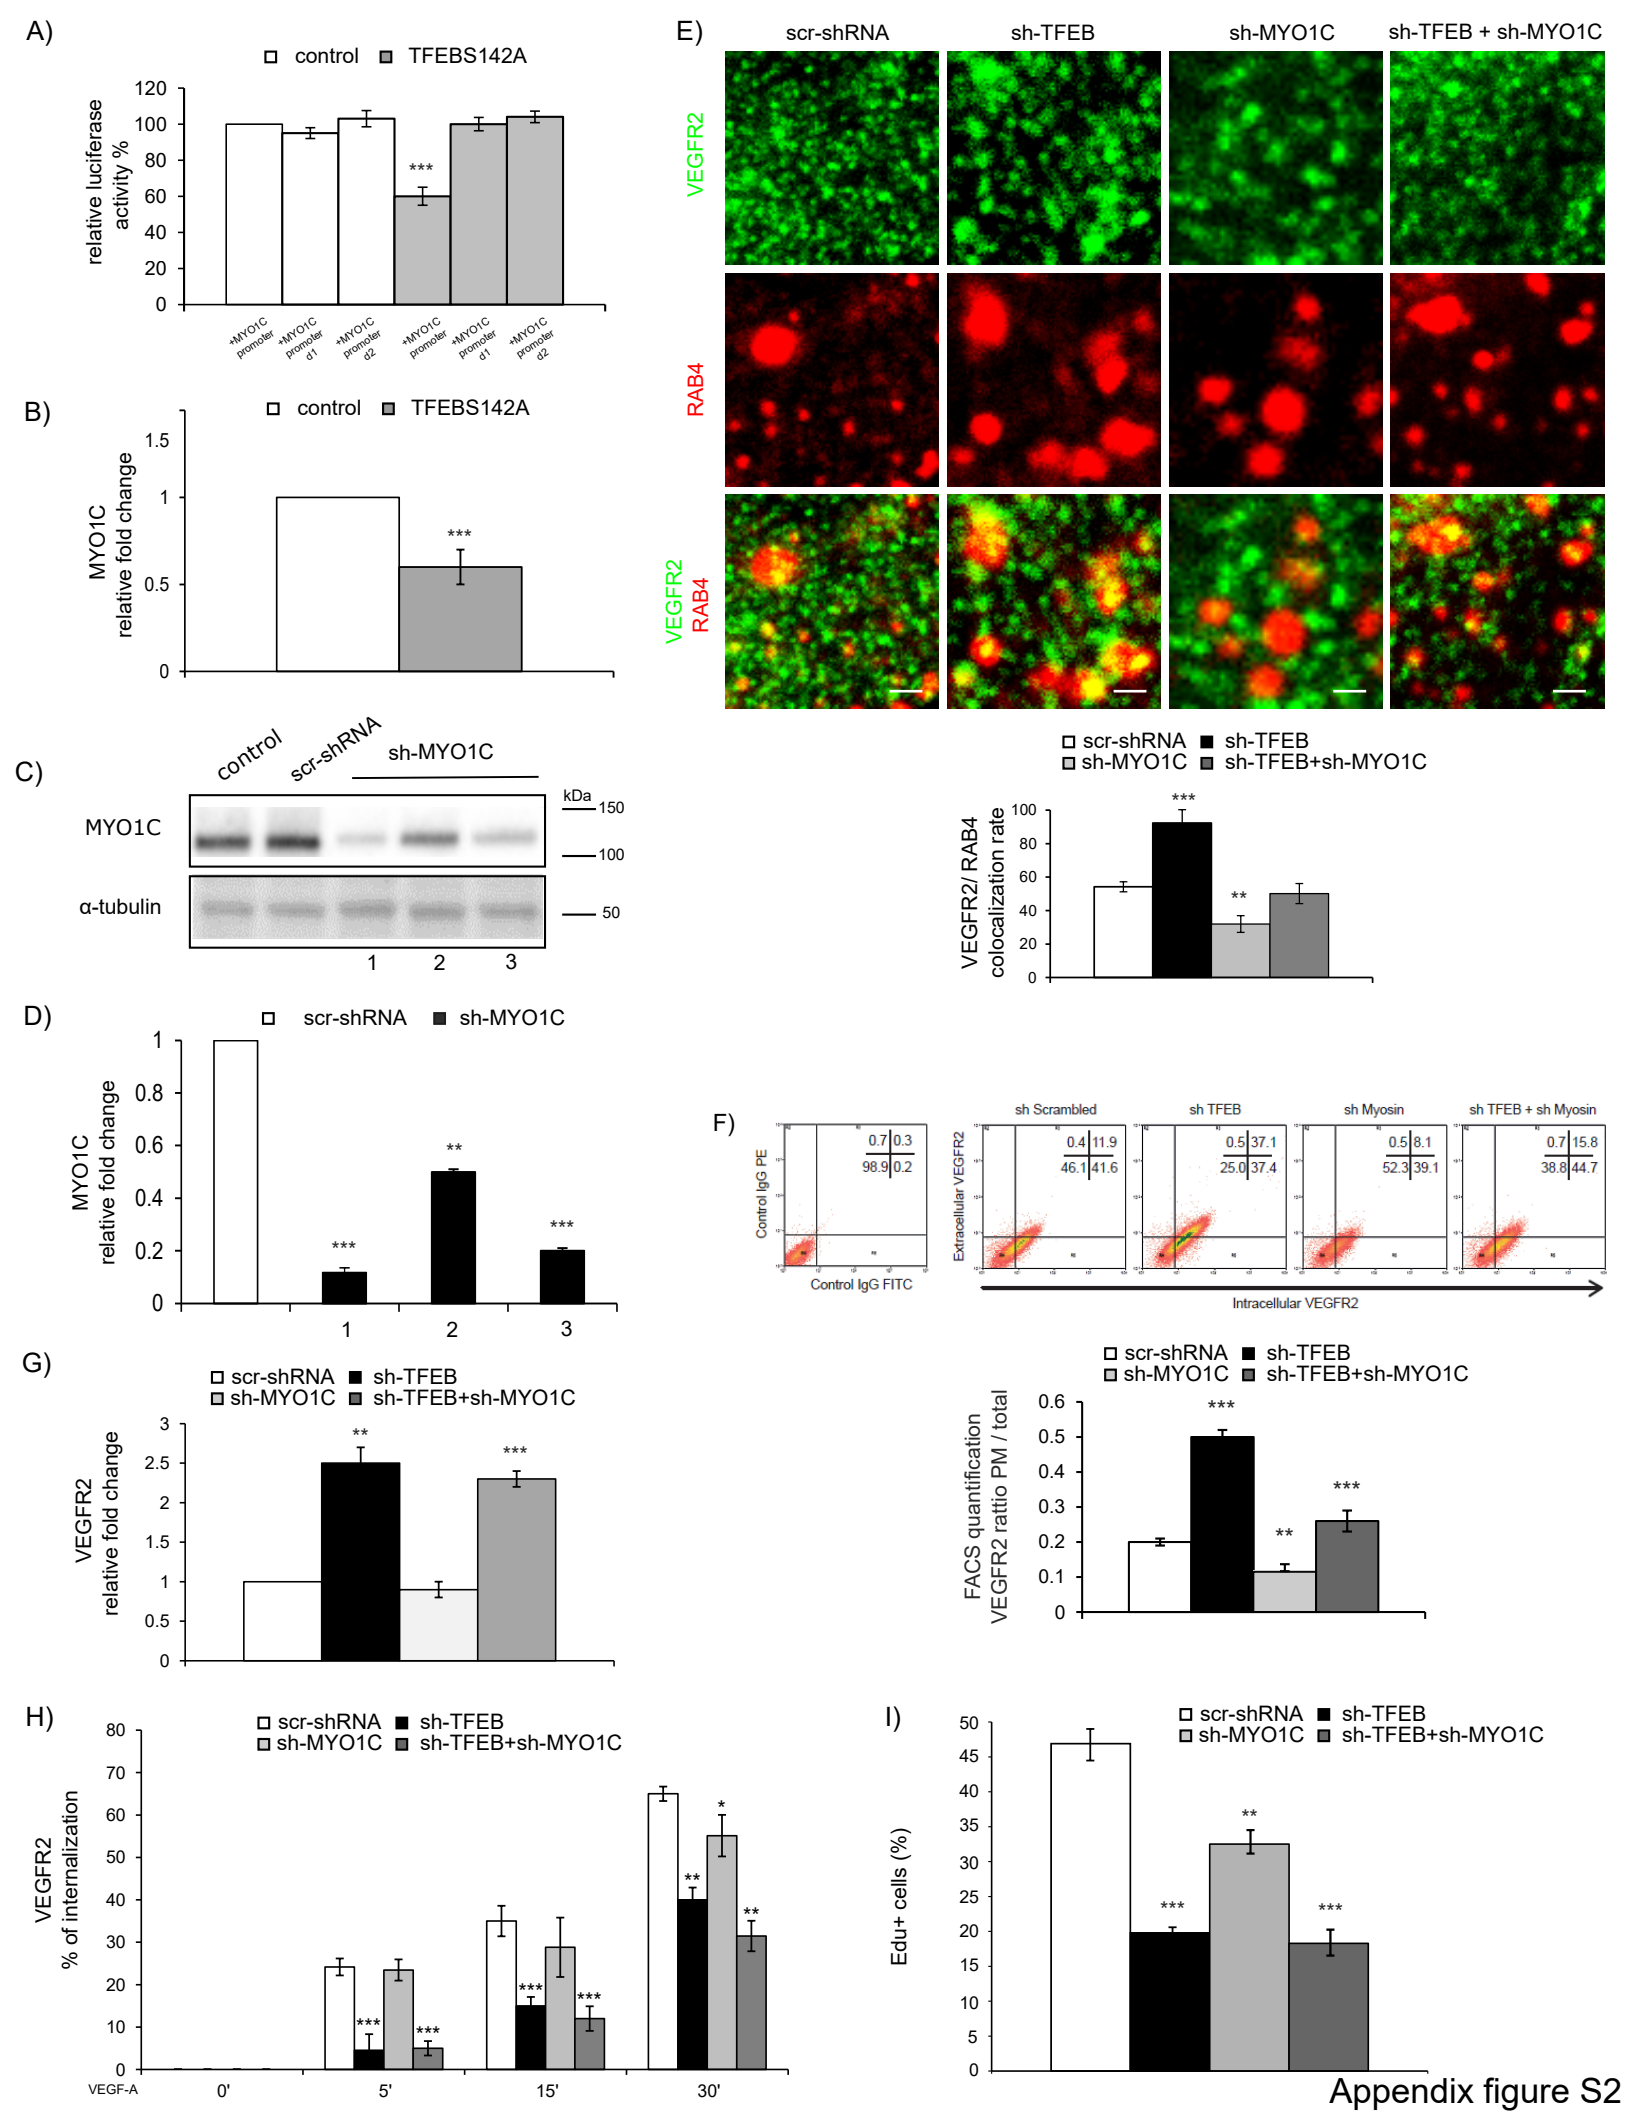 A)
control TFEBS142A
relative luciferase
activity %
120
100
80
60
40
20
0
***
+MYO1C promoter
+MYO1C promoter d1
+MYO1C promoter d2
+MYO1C promoter
+MYO1C promoter d1
+MYO1C promoter d2
B)
control TFEBS142A
MYO1C
relative fold change
1.5
1
0.5
0
***
C)
control
scr-shRNA
sh-MYO1C
MYO1C
α-tubulin
kDa
150
100
50
1 2 3
D)
scr-shRNA sh-MYO1C
MYO1C
relative fold change
1
0.8
0.6
0.4
0.2
0
*** ** ***
1 2 3
E)
scr-shRNA sh-TFEB sh-MYO1C sh-TFEB + sh-MYO1C
VEGFR2
RAB4
VEGFR2
RAB4
scr-shRNA sh-TFEB
sh-MYO1C sh-TFEB+sh-MYO1C
VEGFR2/ RAB4
colocalization rate
100
80
60
40
20
0
*** **
F)
Control IgG PE
0.7 0.3
98.9 0.2
Control IgG FITC
Extracellular VEGFR2
sh Scrambled
0.4 11.9
46.1 41.6
sh TFEB
0.5 37.1
25.0 37.4
sh Myosin
0.5 8.1
52.3 39.1
sh TFEB + sh Myosin
0.7 15.8
38.8 44.7
Intracellular VEGFR2
scr-shRNA sh-TFEB
sh-MYO1C sh-TFEB+sh-MYO1C
FACS quantification
VEGFR2 rattio PM / total
0.6
0.5
0.4
0.3
0.2
0.1
0
*** ** ***
G)
scr-shRNA sh-TFEB
sh-MYO1C sh-TFEB+sh-MYO1C
VEGFR2
relative fold change
3
2.5
2
1.5
1
0.5
0
** ***
H)
scr-shRNA sh-TFEB
sh-MYO1C sh-TFEB+sh-MYO1C
VEGFR2
% of internalization
80
70
60
50
40
30
20
10
0
*** *** *** *** ** * **
VEGF-A 0' 5' 15' 30'
I)
scr-shRNA sh-TFEB
sh-MYO1C sh-TFEB+sh-MYO1C
Edu+ cells (%)
50
45
40
35
30
25
20
15
10
5
0
*** ** ***
Appendix figure S2